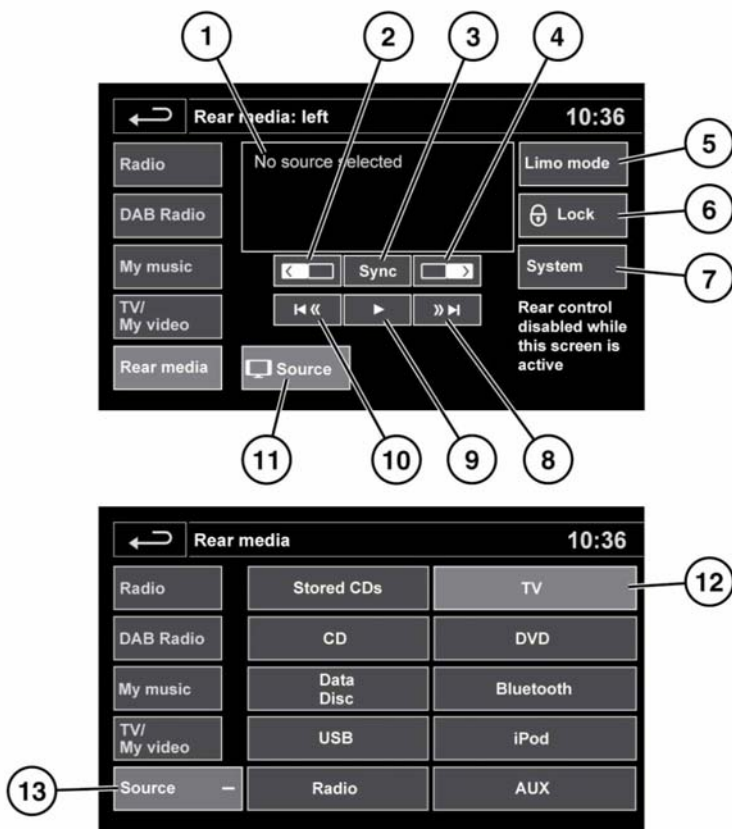 1
2
3
4
Rear media: left
10:36
Radio
No source selected
Limo mode
5
DAB Radio
Lock
6
My music
Sync
System
7
TV/
My video
Rear control
disabled while
this screen is
active
Rear media
Source
11
10
9
8
Rear media
10:36
Radio
Stored CDs
TV
12
DAB Radio
CD
DVD
My music
Data
Disc
Bluetooth
TV/
My video
USB
iPod
13
Source –
Radio
AUX